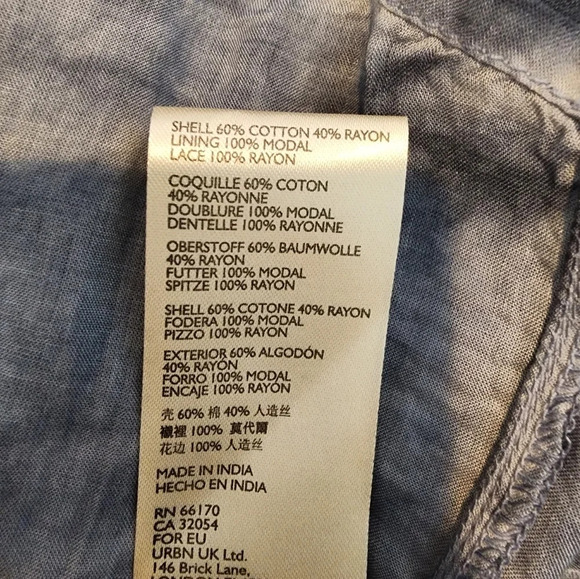 SHELL 60% COTTON 40% RAYON
LINING 100% MODAL
LACE 100% RAYON
COQUILLE 60% COTON
40% RAYONNE
DOUBLURE 100% MODAL
DENTELLE 100% RAYONNE
OBERSTOFF 60% BAUMWOLLE
40% RAYON
FUTTER 100% MODAL
SPITZE 100% RAYON
SHELL 60% COTONE 40% RAYON
FODERA 100% MODAL
PIZZO 100% RAYON
EXTERIOR 60% ALGODÓN
40% RAYÓN
FORRO 100% MODAL
ENCAJE 100% RAYÓN
壳 60% 棉 40% 人造丝
襯裡 100% 莫代爾
花边 100% 人造丝
MADE IN INDIA
HECHO EN INDIA
RN 66170
CA 32054
FOR EU
URBN UK Ltd.
146 Brick Lane,